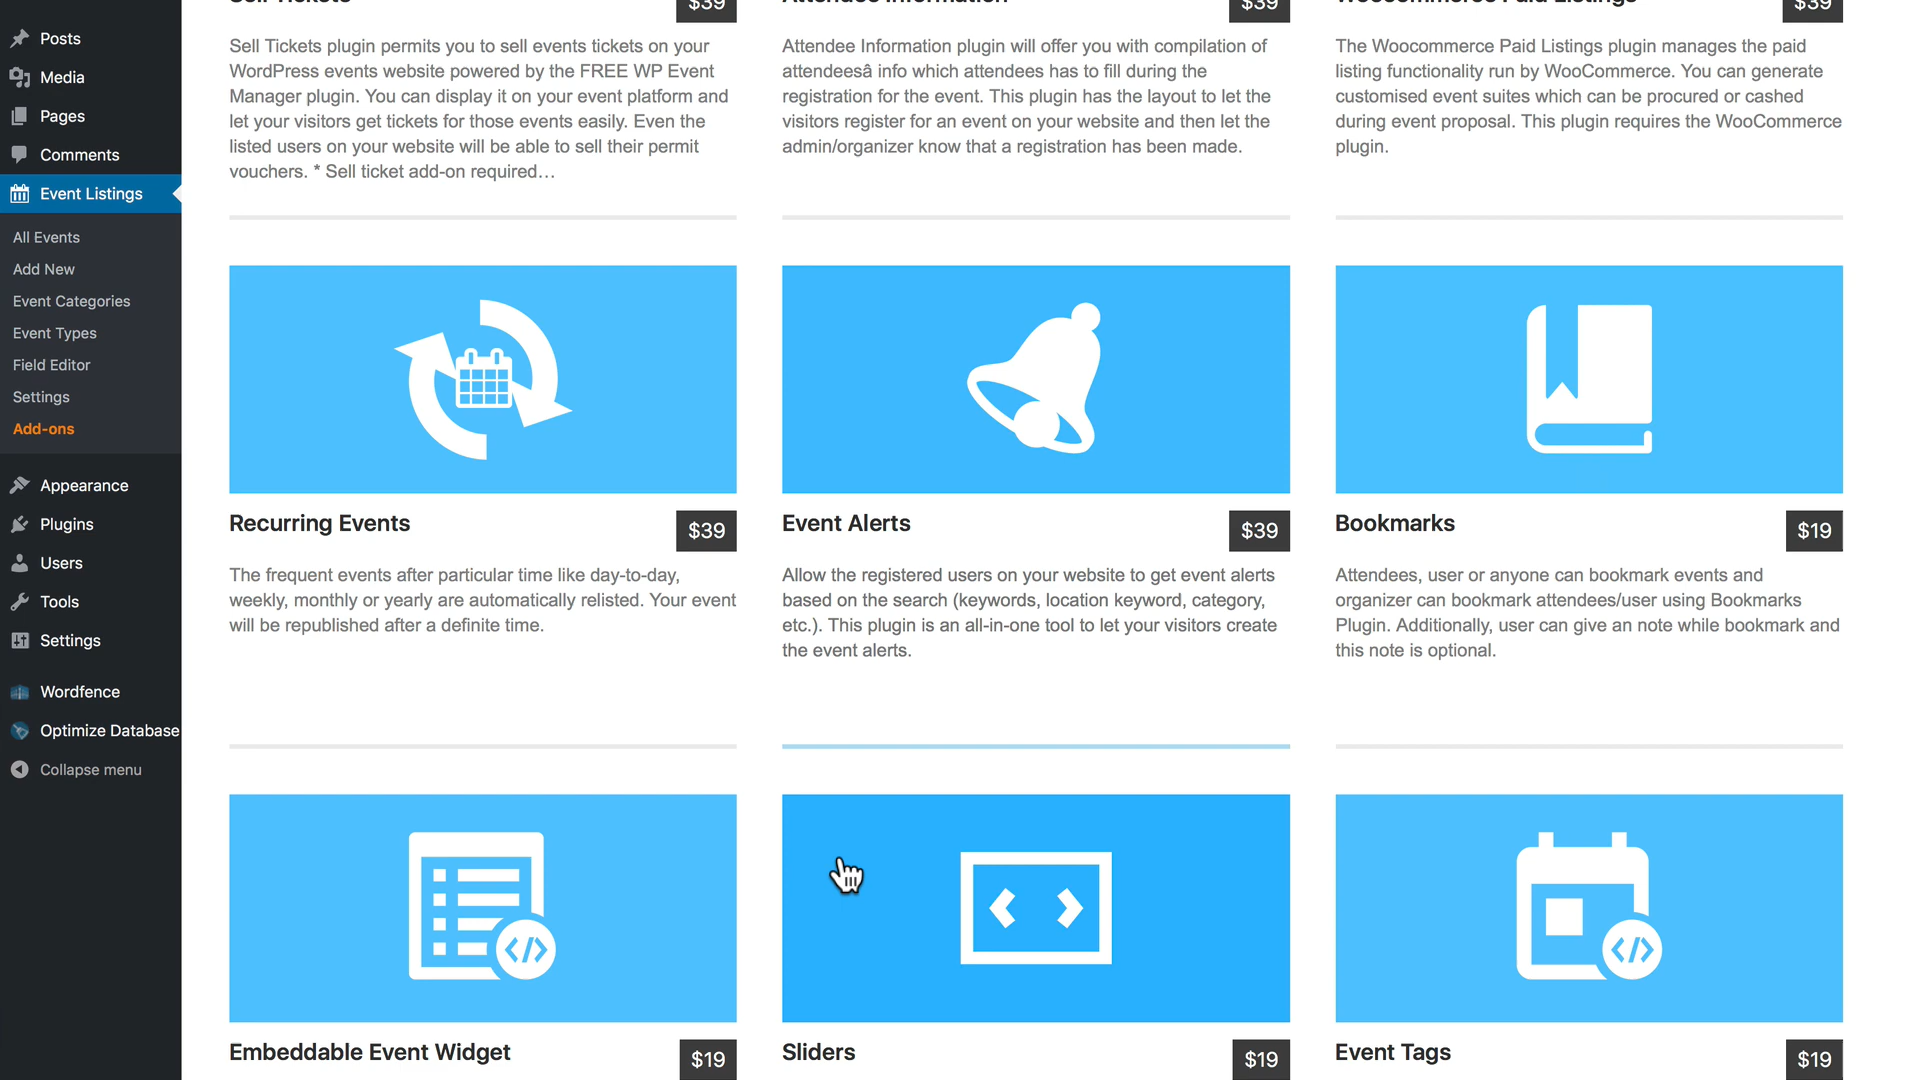 Posts
Media
Pages
Comments
Event Listings
All Events
Add New
Event Categories
Event Types
Field Editor
Settings
Add-ons
Appearance
Plugins
Users
Tools
Settings
Wordfence
Optimize Database
Collapse menu
Sell Tickets
$39
Sell Tickets plugin permits you to sell events tickets on your
WordPress events website powered by the FREE WP Event
Manager plugin. You can display it on your event platform and
let your visitors get tickets for those events easily. Even the
listed users on your website will be able to sell their permit
vouchers. * Sell ticket add-on required…
Attendee Information
$39
Attendee Information plugin will offer you with compilation of
attendeesâ info which attendees has to fill during the
registration for the event. This plugin has the layout to let the
visitors register for an event on your website and then let the
admin/organizer know that a registration has been made.
Woocommerce Paid Listings
$39
The Woocommerce Paid Listings plugin manages the paid
listing functionality run by WooCommerce. You can generate
customised event suites which can be procured or cashed
during event proposal. This plugin requires the WooCommerce
plugin.
Recurring Events
$39
The frequent events after particular time like day-to-day,
weekly, monthly or yearly are automatically relisted. Your event
will be republished after a definite time.
Event Alerts
$39
Allow the registered users on your website to get event alerts
based on the search (keywords, location keyword, category,
etc.). This plugin is an all-in-one tool to let your visitors create
the event alerts.
Bookmarks
$19
Attendees, user or anyone can bookmark events and
organizer can bookmark attendees/user using Bookmarks
Plugin. Additionally, user can give an note while bookmark and
this note is optional.
Embeddable Event Widget
$19
Sliders
$19
Event Tags
$19